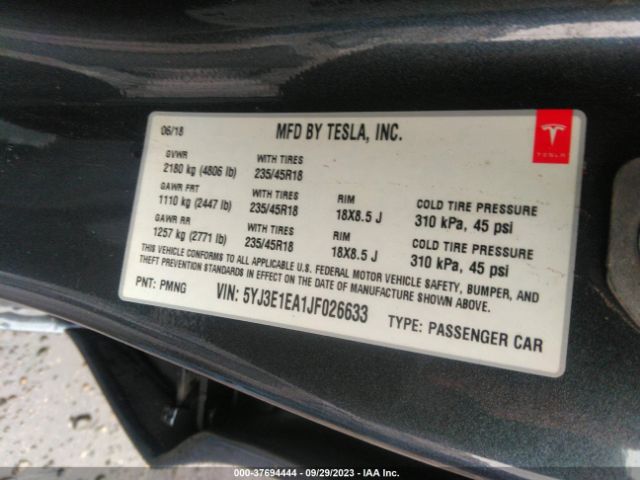 06/18 MFD BY TESLA, INC.
GVWR WITH TIRES
2180 kg (4806 lb) 235/45R18
GAWR FRT WITH TIRES RIM COLD TIRE PRESSURE
1110 kg (2447 lb) 235/45R18 18X8.5 J 310 kPa, 45 psi
GAWR RR WITH TIRES RIM COLD TIRE PRESSURE
1257 kg (2771 lb) 235/45R18 18X8.5 J 310 kPa, 45 psi
THIS VEHICLE CONFORMS TO ALL APPLICABLE U.S. FEDERAL MOTOR VEHICLE SAFETY, BUMPER, AND
THEFT PREVENTION STANDARDS IN EFFECT ON THE DATE OF MANUFACTURE SHOWN ABOVE.
PNT: PMNG VIN: 5YJ3E1EA1JF026633 TYPE: PASSENGER CAR
TESLA
000-37694444 - 09/29/2023 - IAA Inc.